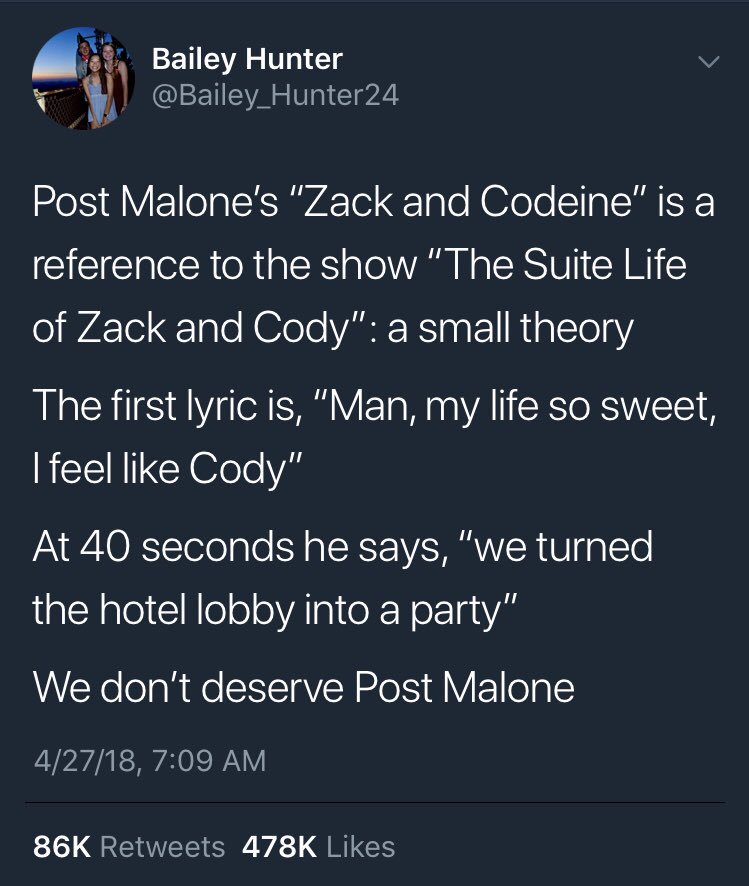 Bailey Hunter
@Bailey_Hunter24
Post Malone’s “Zack and Codeine” is a
reference to the show “The Suite Life
of Zack and Cody”: a small theory
The first lyric is, “Man, my life so sweet,
I feel like Cody”
At 40 seconds he says, “we turned
the hotel lobby into a party”
We don’t deserve Post Malone
4/27/18, 7:09 AM
86K Retweets 478K Likes